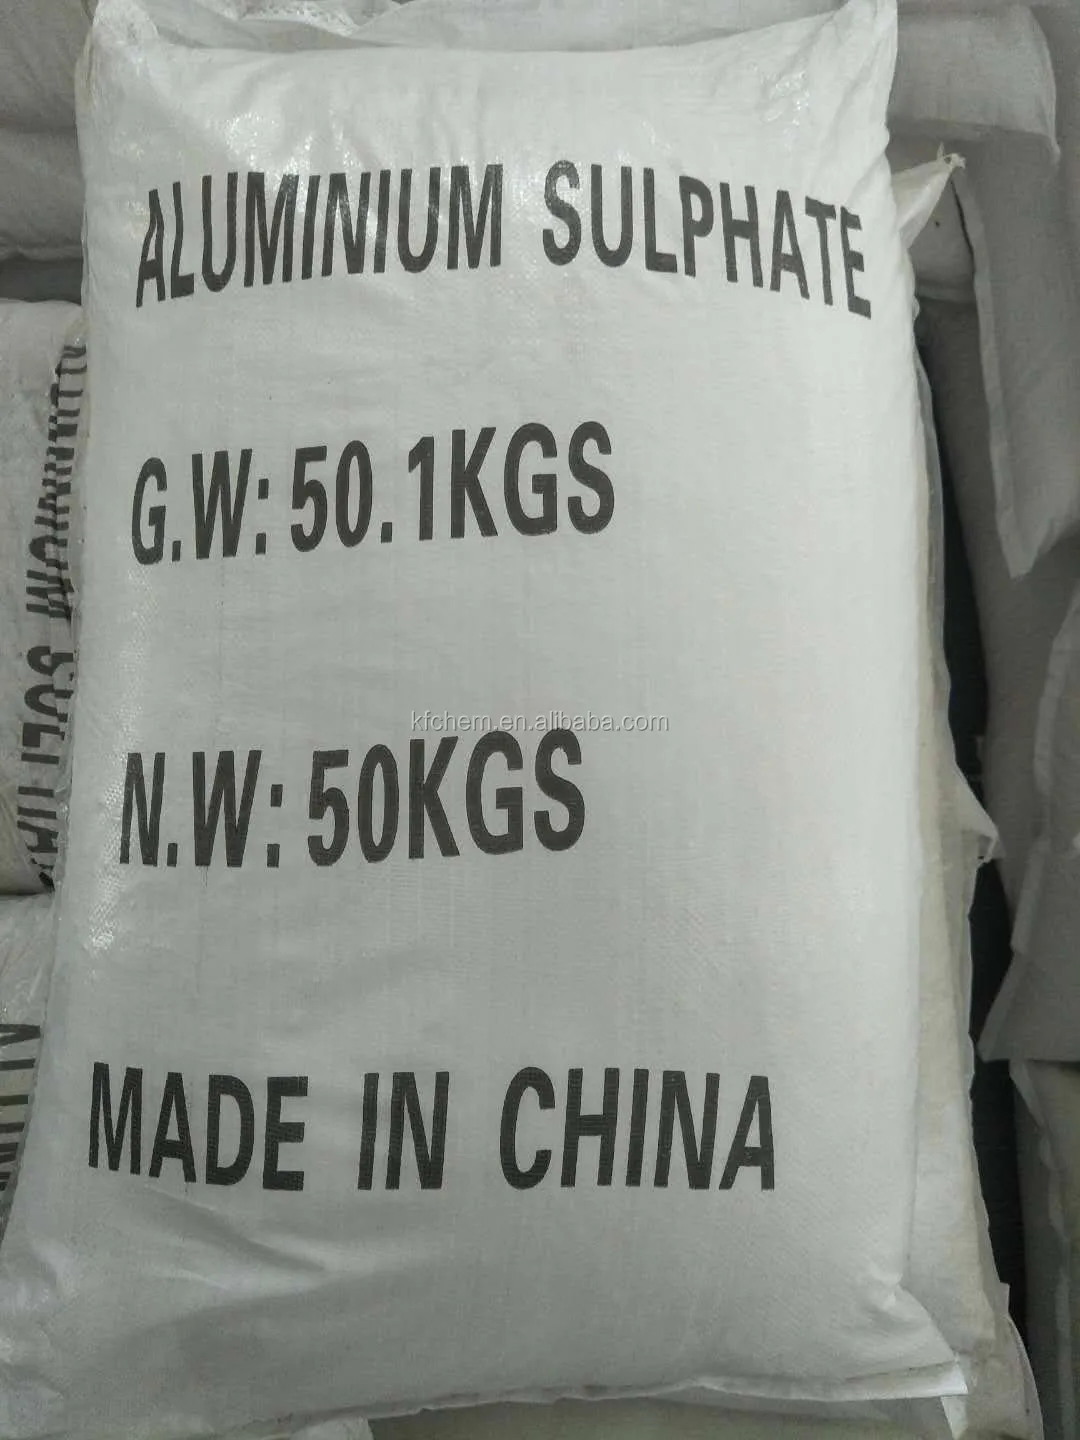 ALUMINIUM SULPHATE
G.W: 50.1KGS
kfchem.en.alibaba.com
N.W: 50KGS
MADE IN CHINA